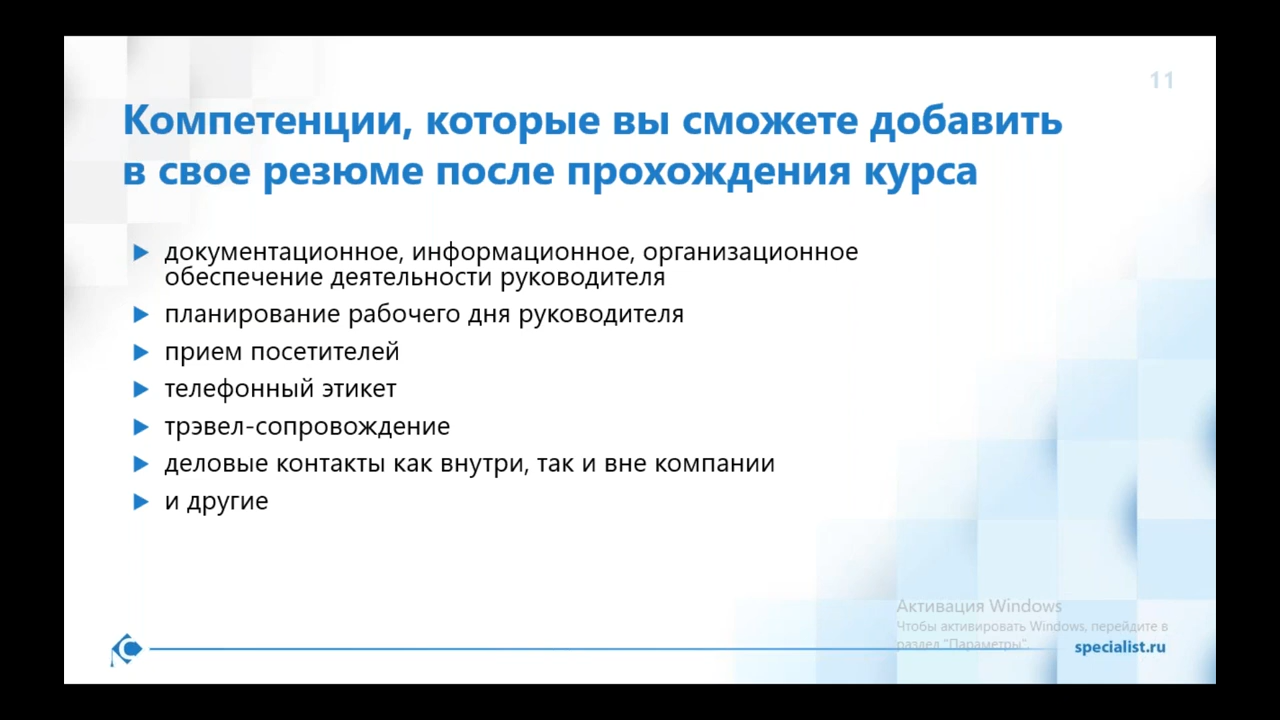 11
Компетенции, которые вы сможете добавить
в свое резюме после прохождения курса
документационное, информационное, организационное
обеспечение деятельности руководителя
планирование рабочего дня руководителя
прием посетителей
телефонный этикет
трэвел-сопровождение
деловые контакты как внутри, так и вне компании
и другие
Активация Windows
Чтобы активировать Windows, перейдите в
раздел "Параметры".
specialist.ru